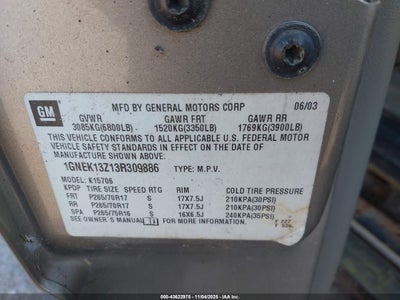 GM
MFD BY GENERAL MOTORS CORP 06/03
GVWR GAWR FRT GAWR RR
3085KG(6800LB) 1520KG(3350LB) 1769KG(3900LB)
THIS VEHICLE CONFORMS TO ALL APPLICABLE U.S. FEDERAL MOTOR
VEHICLE SAFETY STANDARDS IN EFFECT ON THE DATE OF
MANUFACTURE SHOWN ABOVE.
1GNEK13Z13R309886 TYPE: M.P.V.
MODEL: K15706
TIRE SIZE SPEED RTG RIM COLD TIRE PRESSURE
FRT P265/70R17 S 17X7.5J 210KPA(30PSI)
RR P265/70R17 S 17X7.5J 210KPA(30PSI)
SPA P265/75R16 S 16X6.5J 240KPA(35PSI)
SEE OWNER'S MANUAL FOR MORE INFORMATION.
© IAA - 43622975 - 11/04/2025 - auction